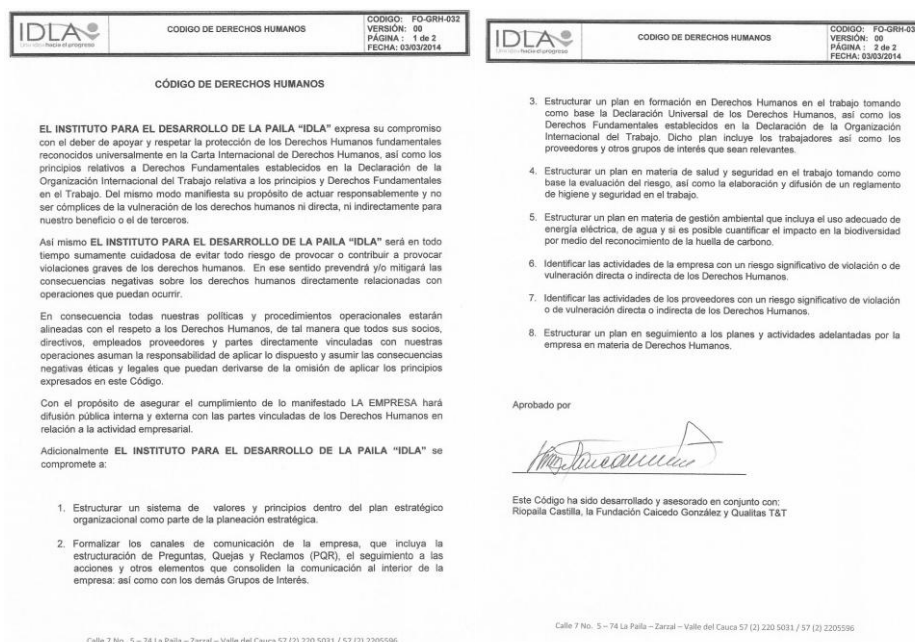 IDLA
Una idea hacia el progreso
CODIGO DE DERECHOS HUMANOS
CODIGO: FO-GRH-032
VERSIÓN: 00
PÁGINA : 1 de 2
FECHA: 03/03/2014
CÓDIGO DE DERECHOS HUMANOS
EL INSTITUTO PARA EL DESARROLLO DE LA PAILA “IDLA” expresa su compromiso
con el deber de apoyar y respetar la protección de los Derechos Humanos fundamentales
reconocidos universalmente en la Carta Internacional de Derechos Humanos, así como los
principios relativos a Derechos Fundamentales establecidos en la Declaración de la
Organización Internacional del Trabajo relativa a los principios y Derechos Fundamentales
en el Trabajo. Del mismo modo manifiesta su propósito de actuar responsablemente y no
ser cómplices de la vulneración de los derechos humanos ni directa, ni indirectamente para
nuestro beneficio o el de terceros.
Así mismo EL INSTITUTO PARA EL DESARROLLO DE LA PAILA “IDLA” será en todo
tiempo sumamente cuidadosa de evitar todo riesgo de provocar o contribuir a provocar
violaciones graves de los derechos humanos. En ese sentido prevendrá y/o mitigará las
consecuencias negativas sobre los derechos humanos directamente relacionadas con
operaciones que puedan ocurrir.
En consecuencia todas nuestras políticas y procedimientos operacionales estarán
alineadas con el respeto a los Derechos Humanos, de tal manera que todos sus socios,
directivos, empleados proveedores y partes directamente vinculadas con nuestras
operaciones asuman la responsabilidad de aplicar lo dispuesto y asumir las consecuencias
negativas éticas y legales que puedan derivarse de la omisión de aplicar los principios
expresados en este Código.
Con el propósito de asegurar el cumplimiento de lo manifestado LA EMPRESA hará
difusión pública interna y externa con las partes vinculadas de los Derechos Humanos en
relación a la actividad empresarial.
Adicionalmente EL INSTITUTO PARA EL DESARROLLO DE LA PAILA “IDLA” se
compromete a:
1. Estructurar un sistema de valores y principios dentro del plan estratégico
organizacional como parte de la planeación estratégica.
2. Formalizar los canales de comunicación de la empresa, que incluya la
estructuración de Preguntas, Quejas y Reclamos (PQR), el seguimiento a las
acciones y otros elementos que consoliden la comunicación al interior de la
empresa: así como con los demás Grupos de Interés.
Calle 7 No. 5 – 74 La Paila – Zarzal – Valle del Cauca 57 (2) 220 5031 / 57 (2) 2205596
IDLA
Una idea hacia el progreso
CODIGO DE DERECHOS HUMANOS
CODIGO: FO-GRH-03
VERSIÓN: 00
PÁGINA : 2 de 2
FECHA: 03/03/2014
3. Estructurar un plan en formación en Derechos Humanos en el trabajo tomando
como base la Declaración Universal de los Derechos Humanos, así como los
Derechos Fundamentales establecidos en la Declaración de la Organización
Internacional del Trabajo. Dicho plan incluye los trabajadores así como los
proveedores y otros grupos de interés que sean relevantes.
4. Estructurar un plan en materia de salud y seguridad en el trabajo tomando como
base la evaluación del riesgo, así como la elaboración y difusión de un reglamento
de higiene y seguridad en el trabajo.
5. Estructurar un plan en materia de gestión ambiental que incluya el uso adecuado de
energía eléctrica, de agua y si es posible cuantificar el impacto en la biodiversidad
por medio del reconocimiento de la huella de carbono.
6. Identificar las actividades de la empresa con un riesgo significativo de violación o de
vulneración directa o indirecta de los Derechos Humanos.
7. Identificar las actividades de los proveedores con un riesgo significativo de violación
o de vulneración directa o indirecta de los Derechos Humanos.
8. Estructurar un plan en seguimiento a los planes y actividades adelantadas por la
empresa en materia de Derechos Humanos.
Aprobado por
Este Código ha sido desarrollado y asesorado en conjunto con:
Riopaila Castilla, la Fundación Caicedo González y Qualitas T&T
Calle 7 No. 5 – 74 La Paila – Zarzal – Valle del Cauca 57 (2) 220 5031 / 57 (2) 2205596